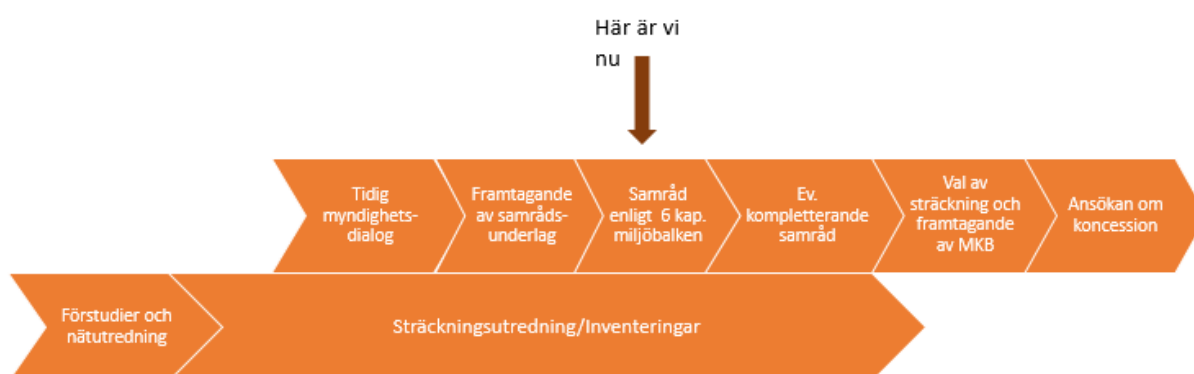 Här är vi
nu
Tidig
myndighets-
dialog
Framtagande
av samråds-
underlag
Samråd
enligt 6 kap.
miljöbalken
Ev.
kompletterande
samråd
Val av
sträckning och
framtagande
av MKB
Ansökan om
koncession
Förstudier och
nätutredning
Sträckningsutredning/Inventeringar